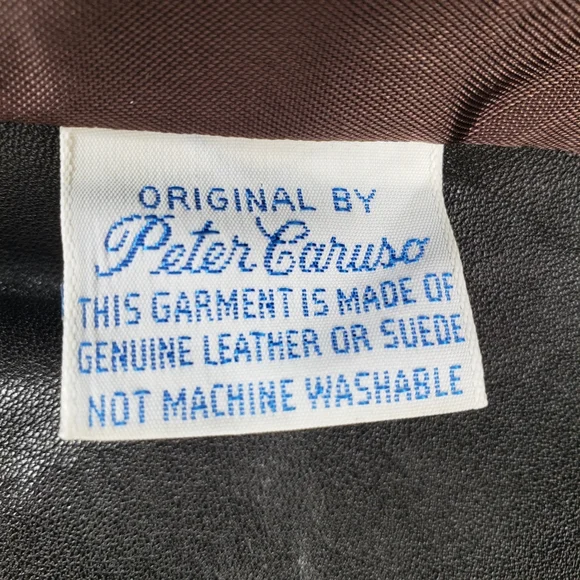 ORIGINAL BY
Peter Caruso
THIS GARMENT IS MADE OF
GENUINE LEATHER OR SUEDE
NOT MACHINE WASHABLE